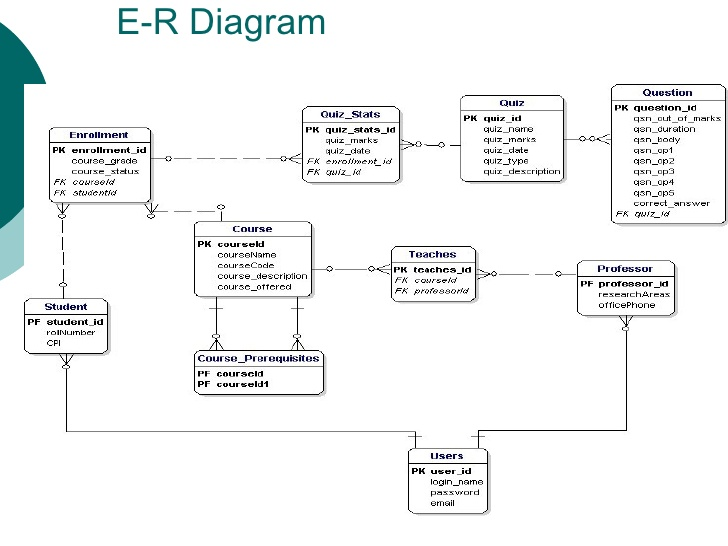 E-R Diagram
Enrollment
PK enrollment_id
course_grade
course_status
FK courseId
FK studentId
Quiz_Stats
PK quiz_stats_id
quiz_marks
quiz_date
FK enrollment_id
FK quiz_id
Quiz
PK quiz_id
quiz_name
quiz_marks
quiz_date
quiz_type
quiz_description
Question
PK question_id
qsn_out_of_marks
qsn_duration
qsn_body
qsn_op1
qsn_op2
qsn_op3
qsn_op4
qsn_op5
correct_answer
FK quiz_id
Course
PK courseId
courseName
courseCode
course_description
course_offered
Teaches
PK teaches_id
FK courseId
FK professorId
Professor
PF professor_id
researchAreas
officePhone
Student
PF student_id
rollNumber
CPI
Course_Prerequisites
PF courseId
PF courseId1
Users
PK user_id
login_name
password
email